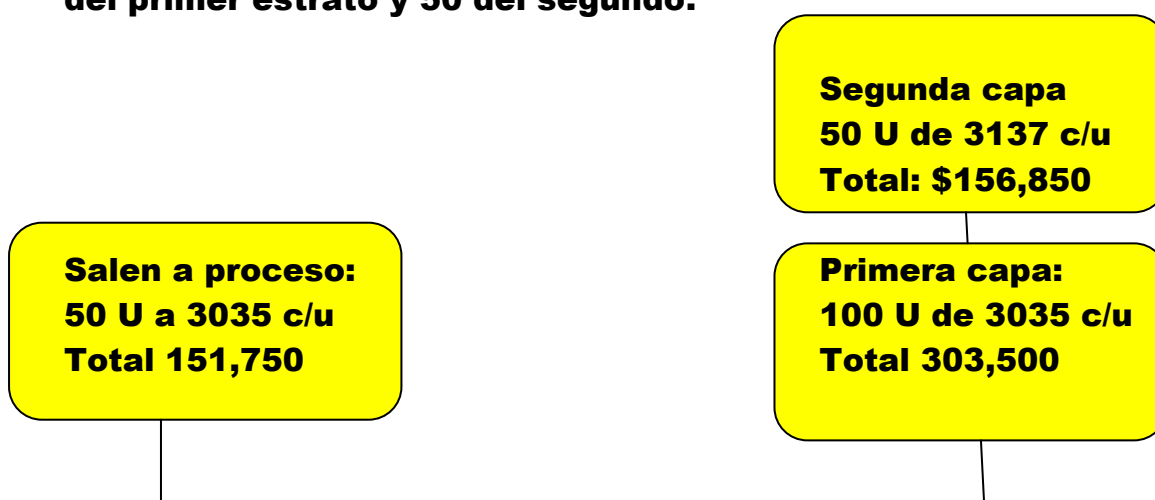 del primer estrato y 50 del segundo.
Segunda capa
50 U de 3137 c/u
Total: $156,850
Salen a proceso:
50 U a 3035 c/u
Total 151,750
Primera capa:
100 U de 3035 c/u
Total 303,500